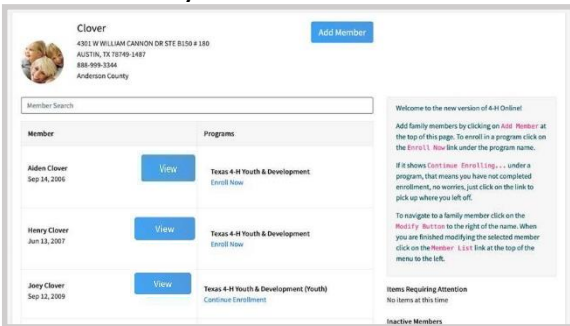 Clover
Add Member
4301 W WILLIAM CANNON DR STE B150 # 180
AUSTIN, TX 78749-1487
888-999-3344
Anderson County
Member Search
Member
Programs
Aiden Clover
Sep 14, 2006
View
Texas 4-H Youth & Development
Enroll Now
Henry Clover
Jun 13, 2007
View
Texas 4-H Youth & Development
Enroll Now
Joey Clover
Sep 12, 2009
View
Texas 4-H Youth & Development (Youth)
Continue Enrollment
Welcome to the new version of 4-H Online!
Add family members by clicking on Add Member at
the top of this page. To enroll in a program click on
the Enroll Now link under the program name.
If it shows Continue Enrolling... under a
program, that means you have not completed
enrollment, no worries, just click on the link to
pick up where you left off.
To navigate to a family member click on the
Modify Button to the right of the name. When
you are finished modifying the selected member
click on the Member List link at the top of the
menu to the left.
Items Requiring Attention
No items at this time
Inactive Members